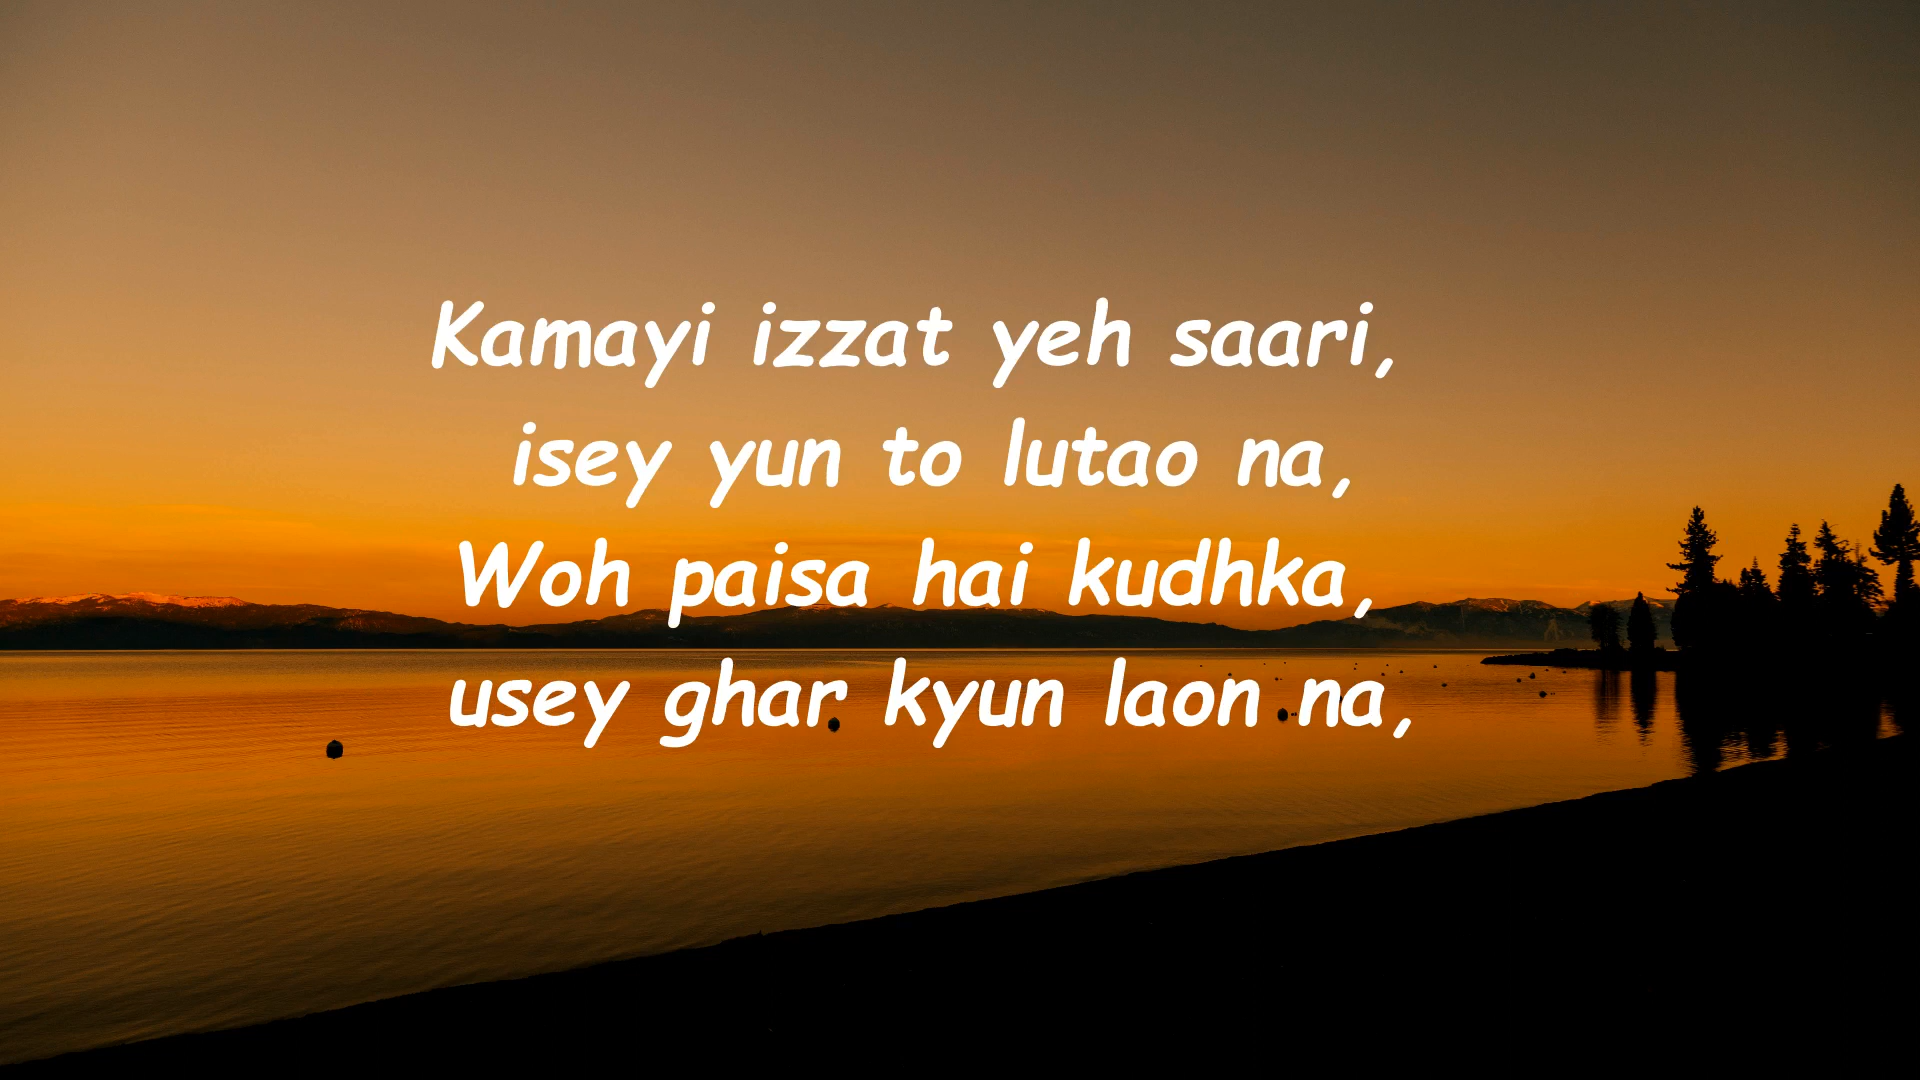 Kamayi izzat yeh saari,
isey yun to lutao na,
Woh paisa hai kudhka,
usey ghar kyun laon na,